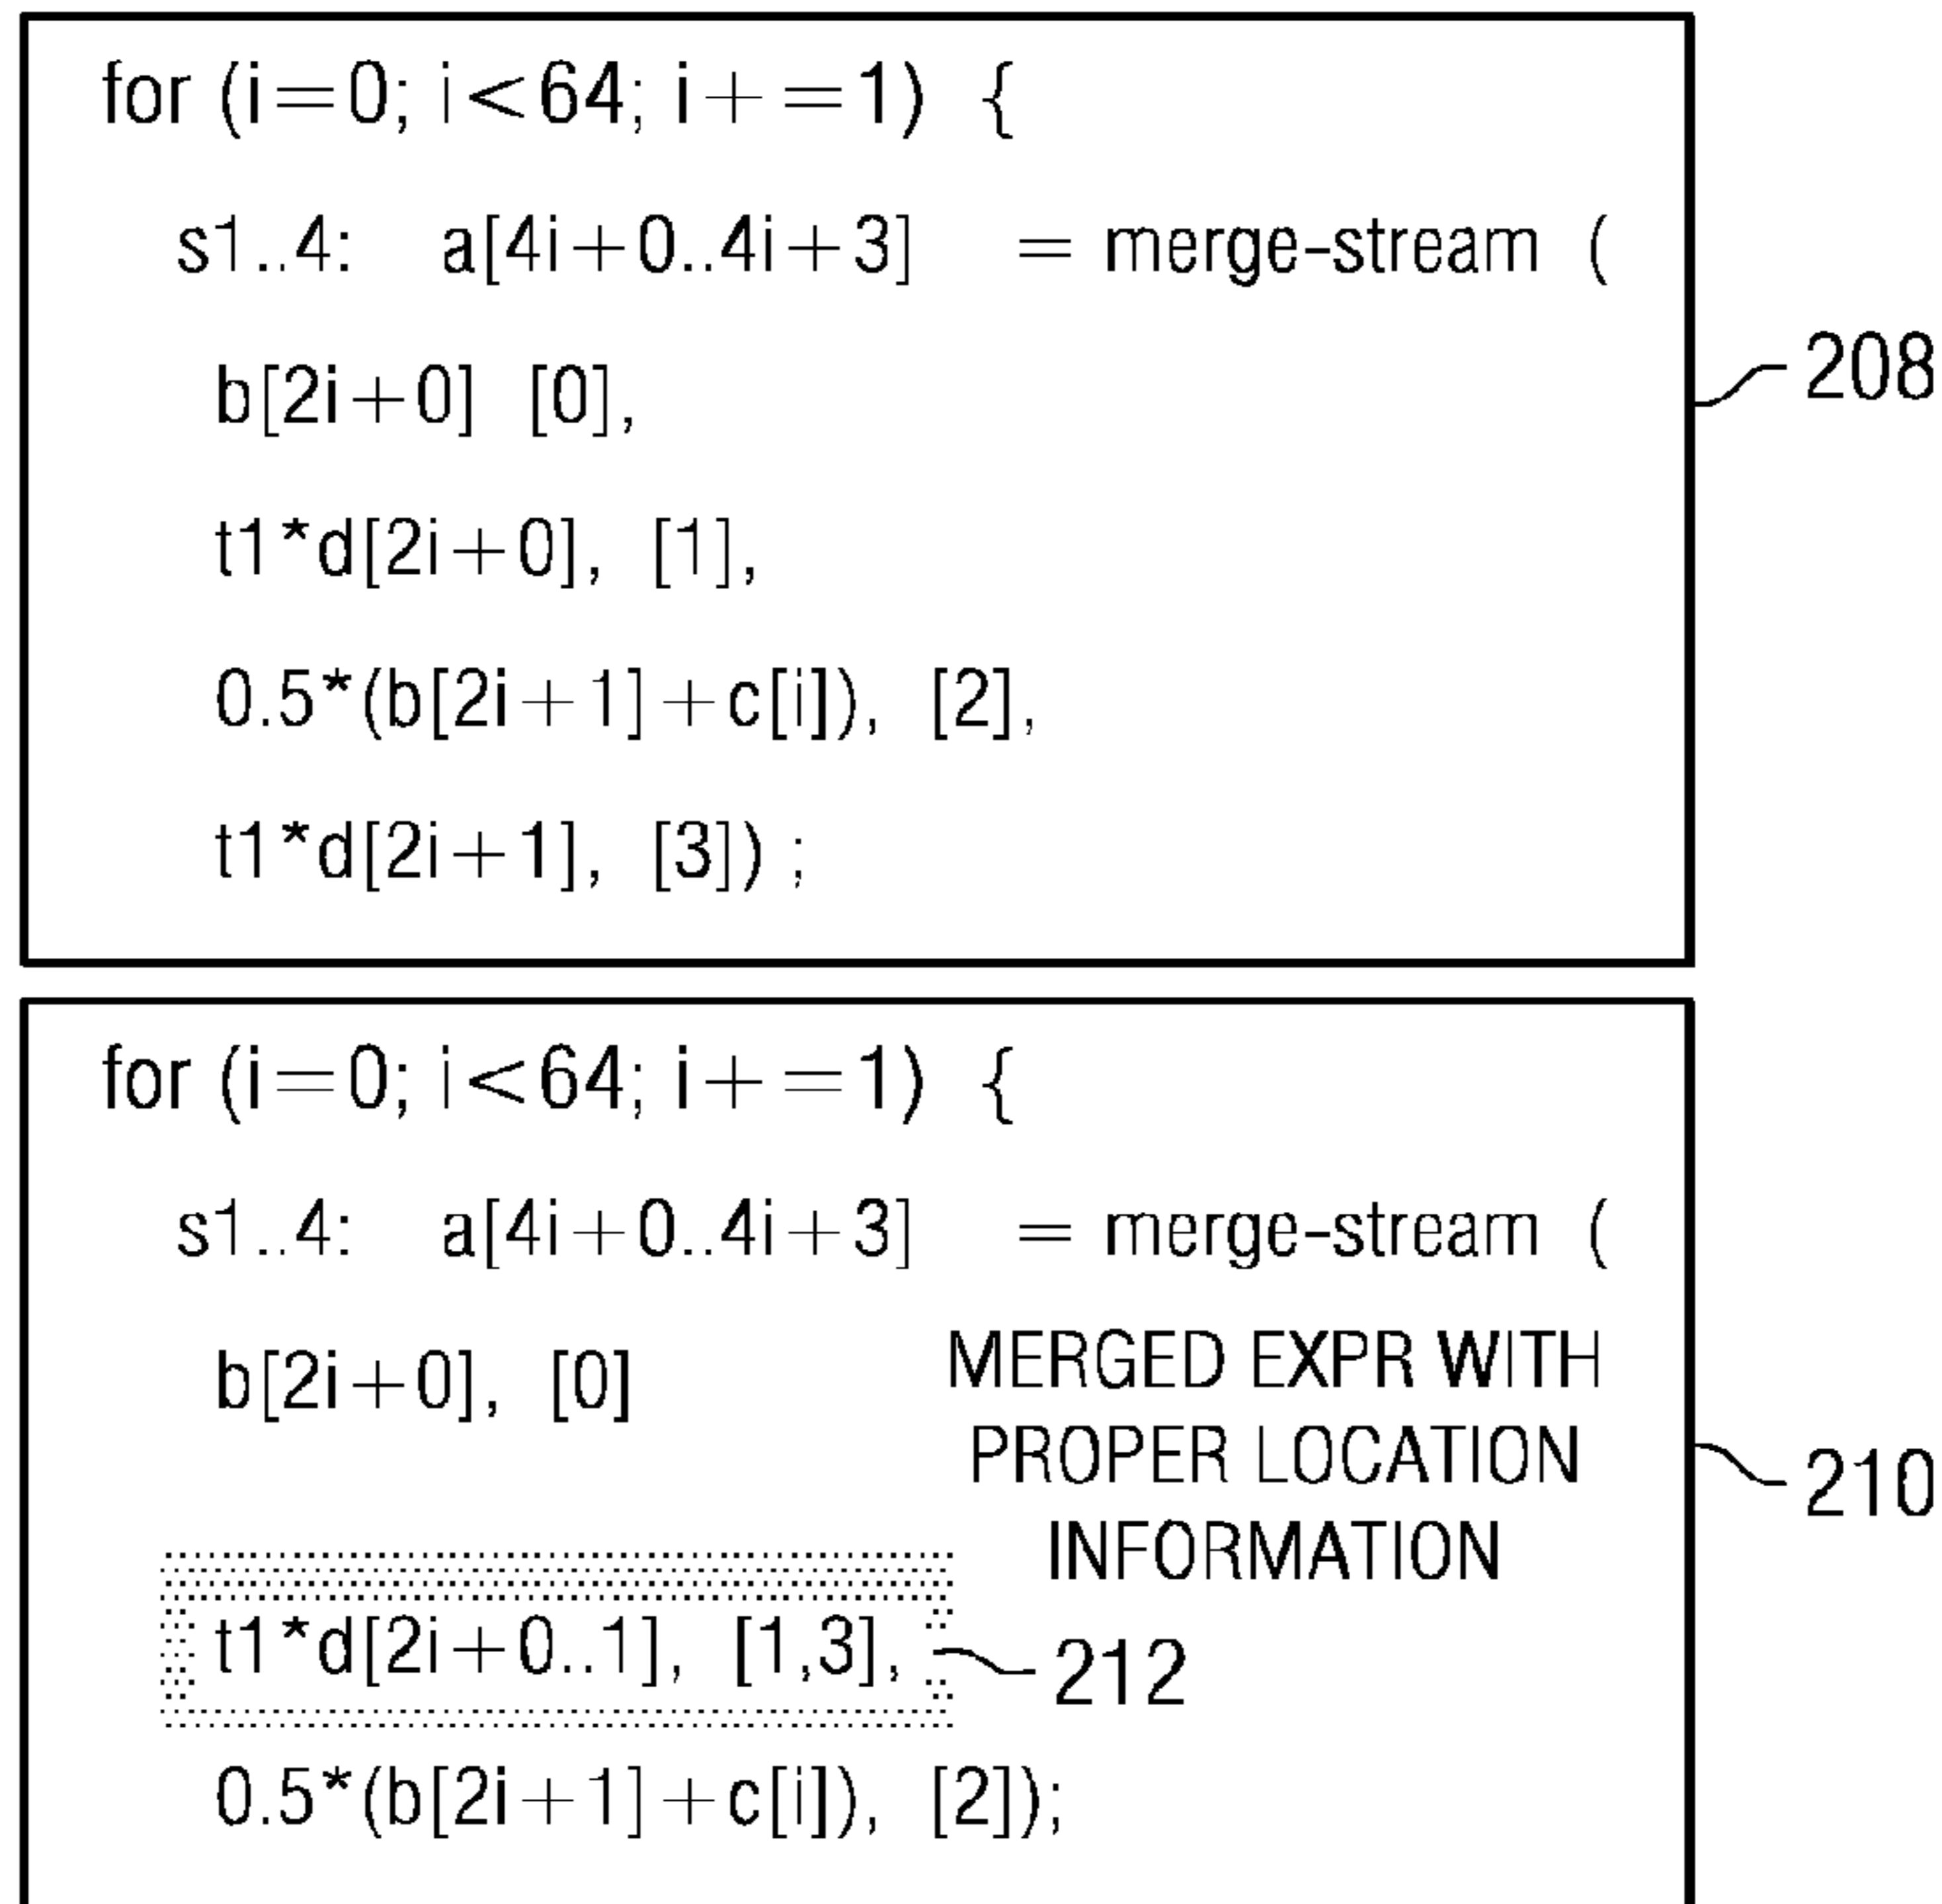 for (i=0; i<64; i+=1) {
s1..4: a[4i+0..4i+3] = merge-stream (
b[2i+0] [0],
208
t1*d[2i+0], [1],
0.5*(b[2i+1]+c[i]), [2],
t1*d[2i+1], [3]) ;
for (i=0; i<64; i+=1) {
s1..4: a[4i+0..4i+3] = merge-stream (
b[2i+0], [0]
MERGED EXPR WITH
PROPER LOCATION
INFORMATION
210
t1*d[2i+0..1], [1,3],
212
0.5*(b[2i+1]+c[i]), [2]);